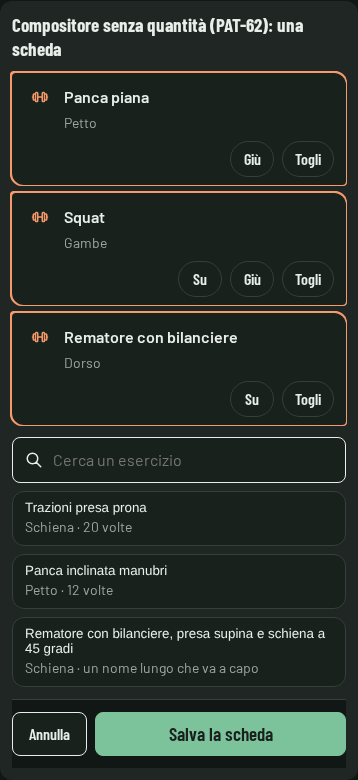 Compositore senza quantità (PAT-62): una
scheda
Panca piana
Petto
Giù
Togli
Squat
Gambe
Su
Giù
Togli
Rematore con bilanciere
Dorso
Su
Togli
Cerca un esercizio
Trazioni presa prona
Schiena · 20 volte
Panca inclinata manubri
Petto · 12 volte
Rematore con bilanciere, presa supina e schiena a
45 gradi
Schiena · un nome lungo che va a capo
Annulla
Salva la scheda